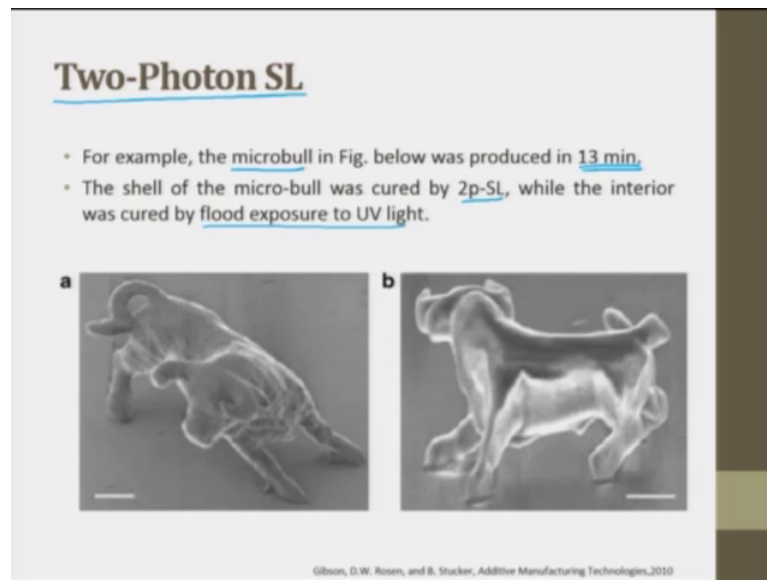 Two-Photon SL
• For example, the microbull in Fig. below was produced in 13 min.
• The shell of the micro-bull was cured by 2p-SL, while the interior
was cured by flood exposure to UV light.
a b
Gibson, D.W. Rosen, and B. Stucker, Additive Manufacturing Technologies,2010